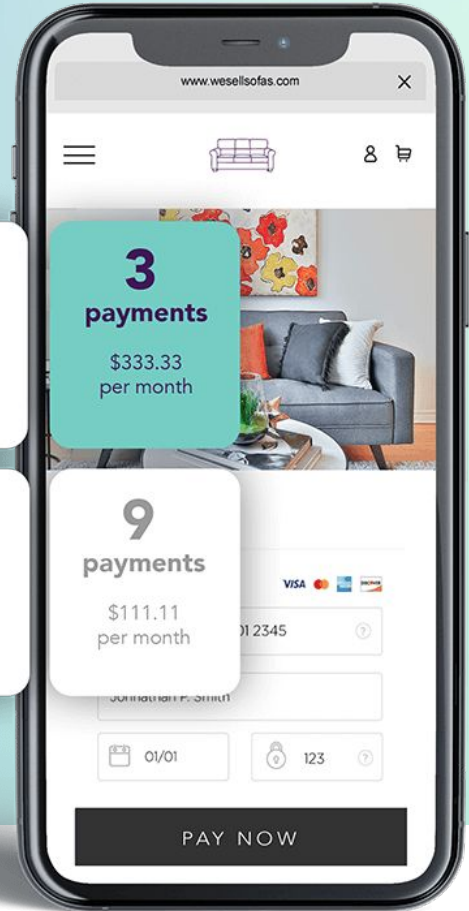 www.wesellsofas.com
3
payments
$333.33
per month
9
payments
$111.11
per month
VISA DISCOVER
01 2345
Johnathan P. Smith
01/01
123
PAY NOW